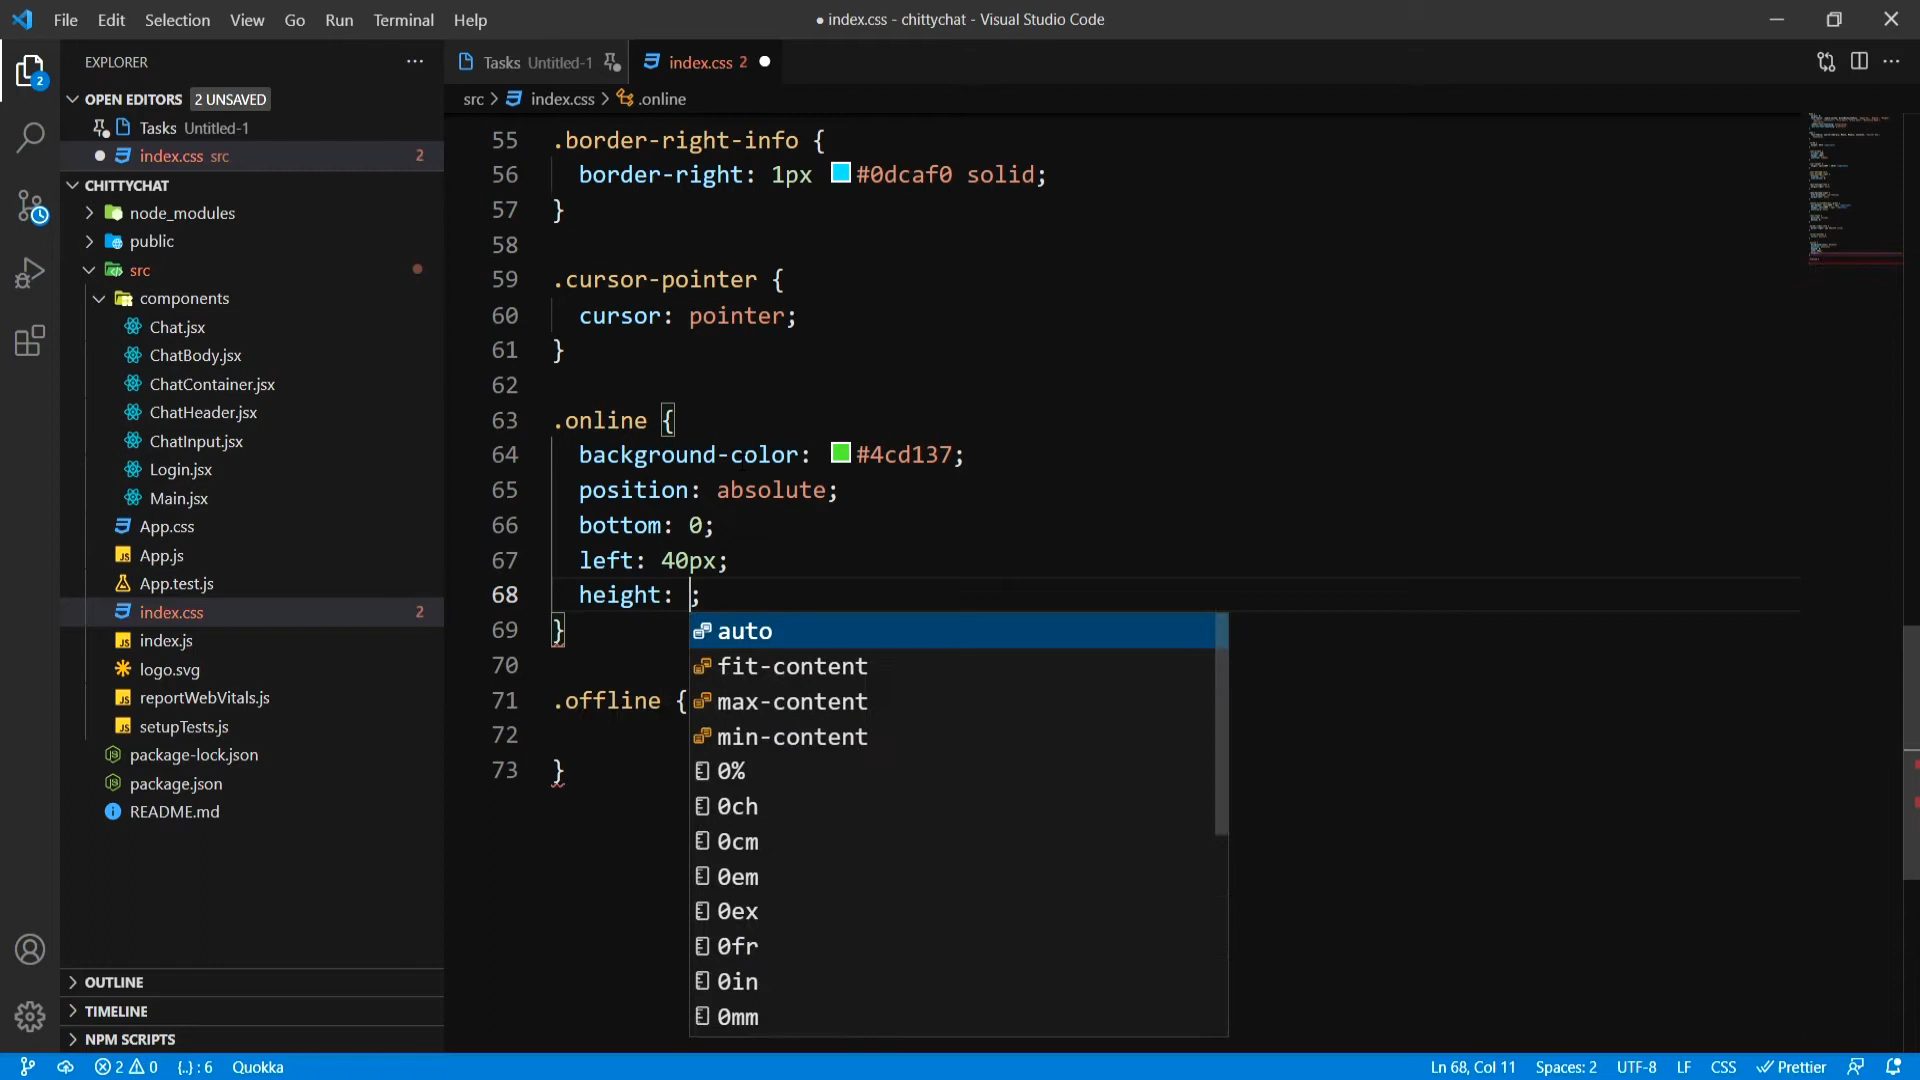 File Edit Selection View Go Run Terminal Help
● index.css - chittychat - Visual Studio Code
EXPLORER
Tasks Untitled-1
index.css 2
OPEN EDITORS 2 UNSAVED
src > index.css > .online
Tasks Untitled-1
index.css src 2
CHITTYCHAT
node_modules
public
src
components
Chat.jsx
ChatBody.jsx
ChatContainer.jsx
ChatHeader.jsx
ChatInput.jsx
Login.jsx
Main.jsx
App.css
App.js
App.test.js
index.css 2
index.js
logo.svg
reportWebVitals.js
setupTests.js
package-lock.json
package.json
README.md
OUTLINE
TIMELINE
NPM SCRIPTS
55 .border-right-info {
56 border-right: 1px #0dcaf0 solid;
57 }
58
59 .cursor-pointer {
60 cursor: pointer;
61 }
62
63 .online {
64 background-color: #4cd137;
65 position: absolute;
66 bottom: 0;
67 left: 40px;
68 height: ;
69 }
70
71 .offline {
72
73 }
auto
fit-content
max-content
min-content
0%
0ch
0cm
0em
0ex
0fr
0in
0mm
2 0 {..} : 6 Quokka
Ln 68, Col 11 Spaces: 2 UTF-8 LF CSS Prettier
2